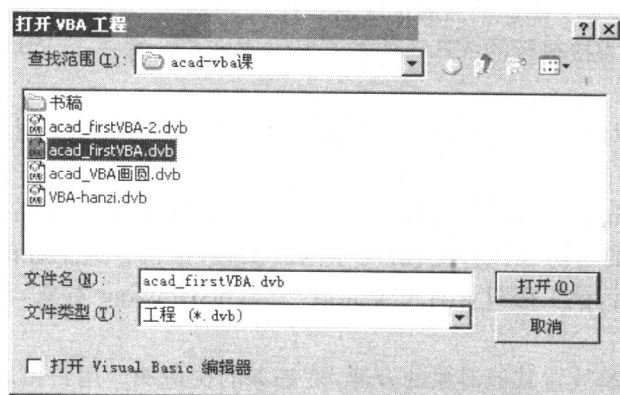 打开 VBA 工程
查找范围(I): acad-vba课
书稿
acad_firstVBA-2.dvb
acad_firstVBA.dvb
acad_VBA画圆.dvb
VBA-hanzi.dvb
文件名(N): acad_firstVBA.dvb 打开(O)
文件类型(T): 工程 (*.dvb) 取消
打开 Visual Basic 编辑器